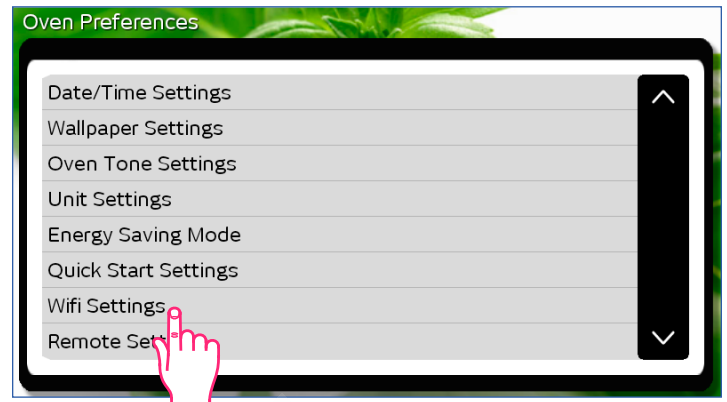 Oven Preferences
Date/Time Settings
Wallpaper Settings
Oven Tone Settings
Unit Settings
Energy Saving Mode
Quick Start Settings
Wifi Settings
Remote